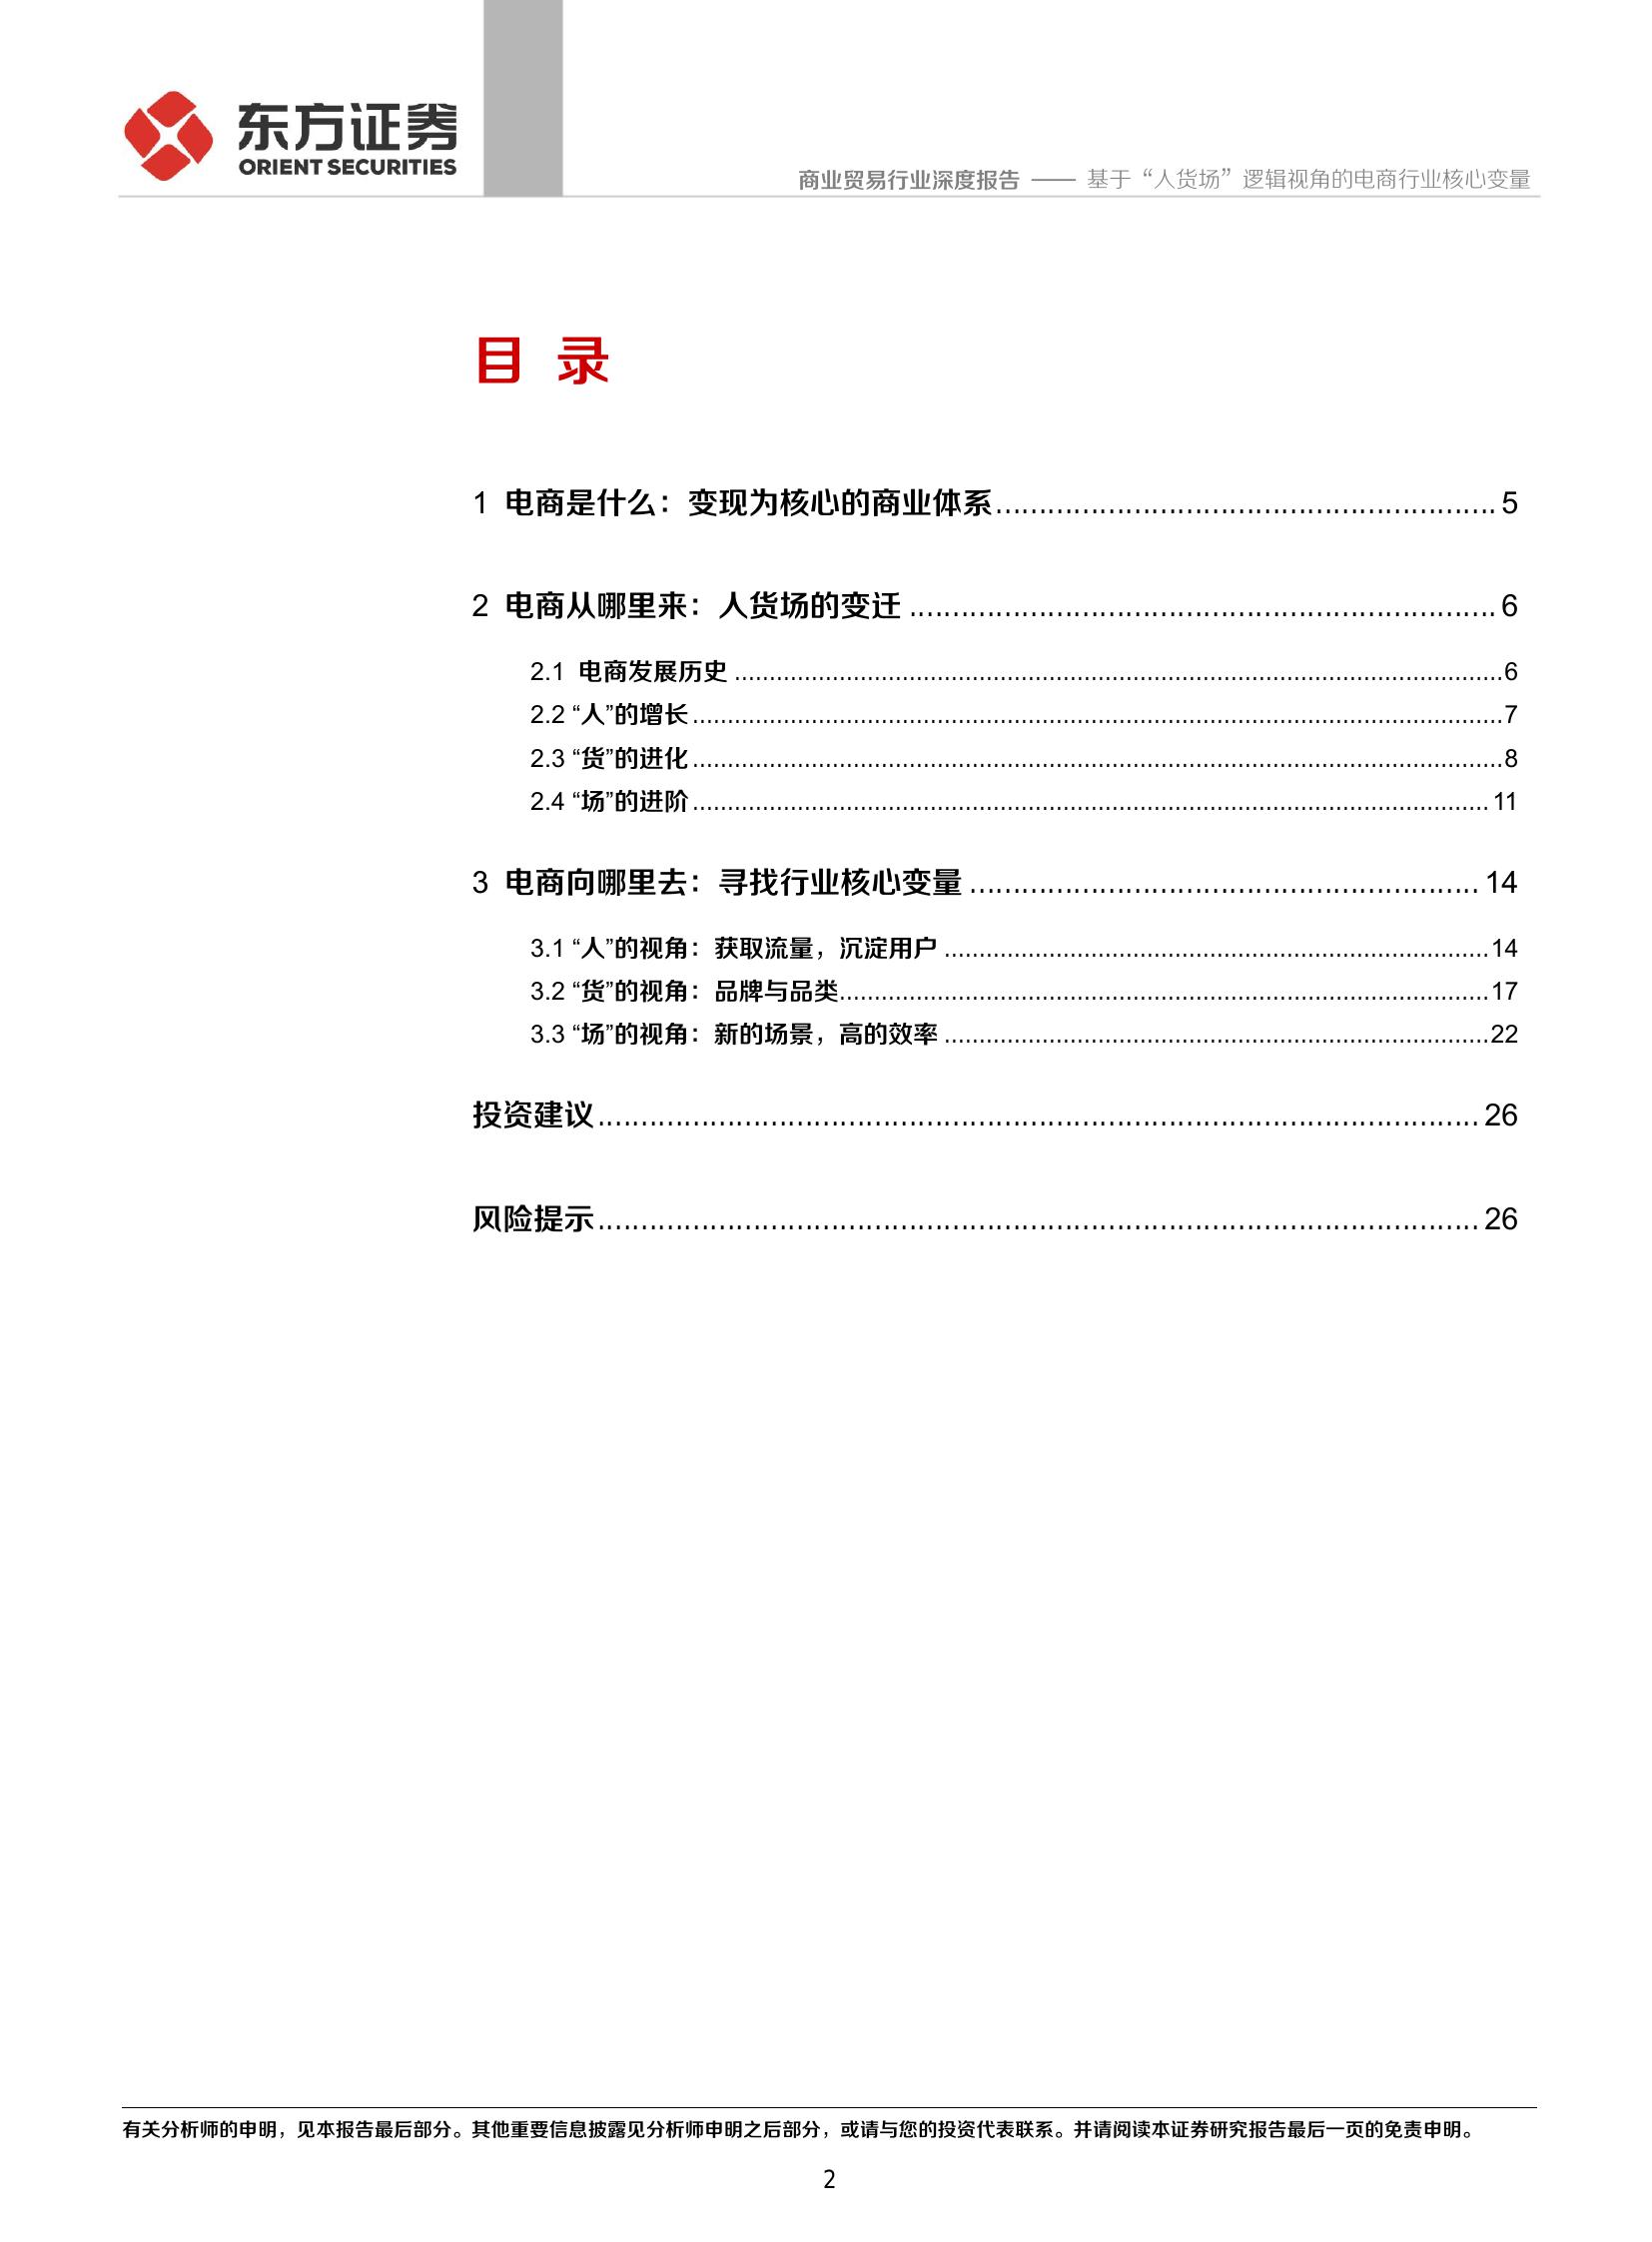 东方证券
ORIENT SECURITIES
商业贸易行业深度报告 —— 基于“人货场”逻辑视角的电商行业核心变量
目 录
1 电商是什么：变现为核心的商业体系 5
2 电商从哪里来：人货场的变迁 6
2.1 电商发展历史 6
2.2 “人”的增长 7
2.3 “货”的进化 8
2.4 “场”的进阶 11
3 电商向哪里去：寻找行业核心变量 14
3.1 “人”的视角：获取流量，沉淀用户 14
3.2 “货”的视角：品牌与品类 17
3.3 “场”的视角：新的场景，高的效率 22
投资建议 26
风险提示 26
有关分析师的申明，见本报告最后部分。其他重要信息披露见分析师申明之后部分，或请与您的投资代表联系。并请阅读本证券研究报告最后一页的免责申明。
2